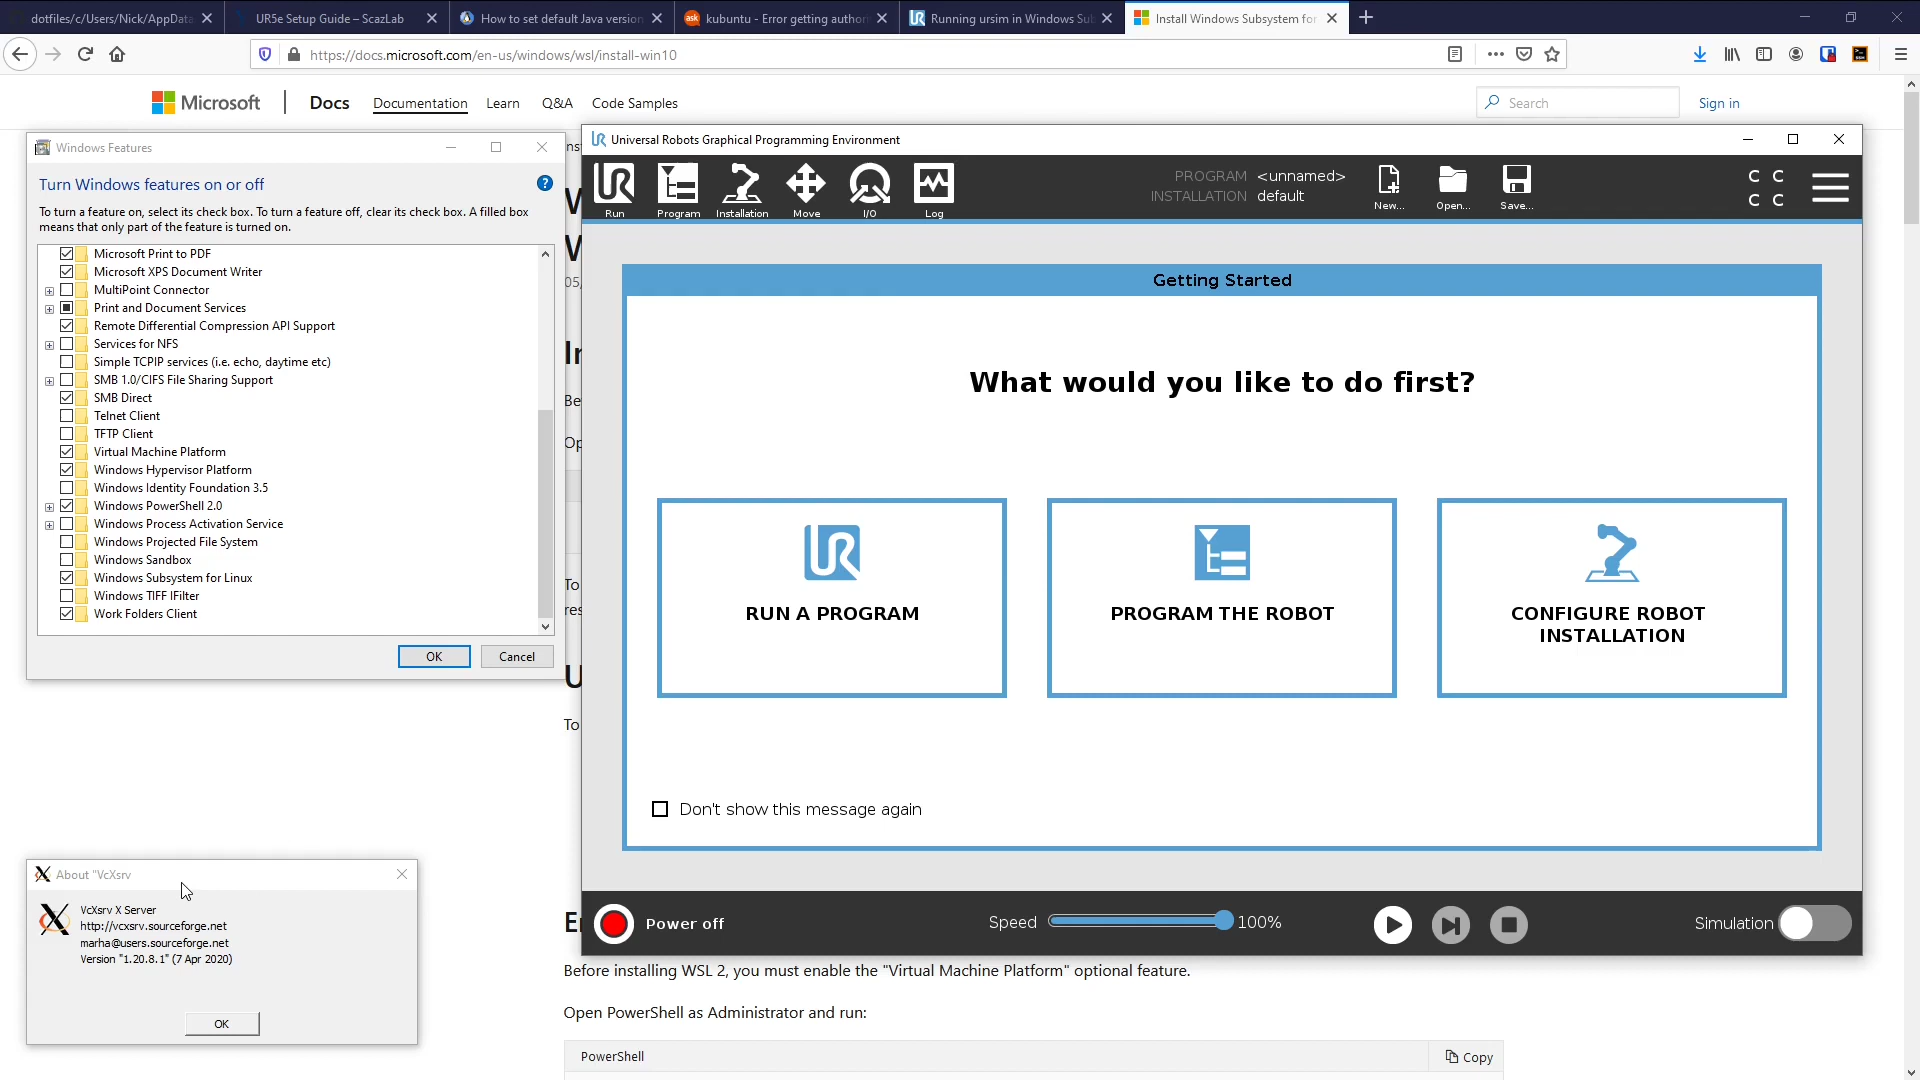 dotfiles/c/Users/Nick/AppData
UR5e Setup Guide – ScazLab
How to set default Java version
kubuntu - Error getting author
Running ursim in Windows Sub
Install Windows Subsystem for
https://docs.microsoft.com/en-us/windows/wsl/install-win10
Microsoft
Docs
Documentation
Learn
Q&A
Code Samples
Search
Sign in
Windows Features
Turn Windows features on or off
To turn a feature on, select its check box. To turn a feature off, clear its check box. A filled box
means that only part of the feature is turned on.
Microsoft Print to PDF
Microsoft XPS Document Writer
MultiPoint Connector
Print and Document Services
Remote Differential Compression API Support
Services for NFS
Simple TCPIP services (i.e. echo, daytime etc)
SMB 1.0/CIFS File Sharing Support
SMB Direct
Telnet Client
TFTP Client
Virtual Machine Platform
Windows Hypervisor Platform
Windows Identity Foundation 3.5
Windows PowerShell 2.0
Windows Process Activation Service
Windows Projected File System
Windows Sandbox
Windows Subsystem for Linux
Windows TIFF IFilter
Work Folders Client
OK
Cancel
Inst
W
W
05/
In
Be
Op
To
res
U
To
En
Universal Robots Graphical Programming Environment
Run
Program
Installation
Move
I/O
Log
PROGRAM <unnamed>
INSTALLATION default
New...
Open...
Save...
C C
C C
Getting Started
What would you like to do first?
UR
RUN A PROGRAM
PROGRAM THE ROBOT
CONFIGURE ROBOT
INSTALLATION
Don't show this message again
Power off
Speed
100%
Simulation
About "VcXsrv
VcXsrv X Server
http://vcxsrv.sourceforge.net
marha@users.sourceforge.net
Version "1.20.8.1" (7 Apr 2020)
OK
Before installing WSL 2, you must enable the "Virtual Machine Platform" optional feature.
Open PowerShell as Administrator and run:
PowerShell
Copy